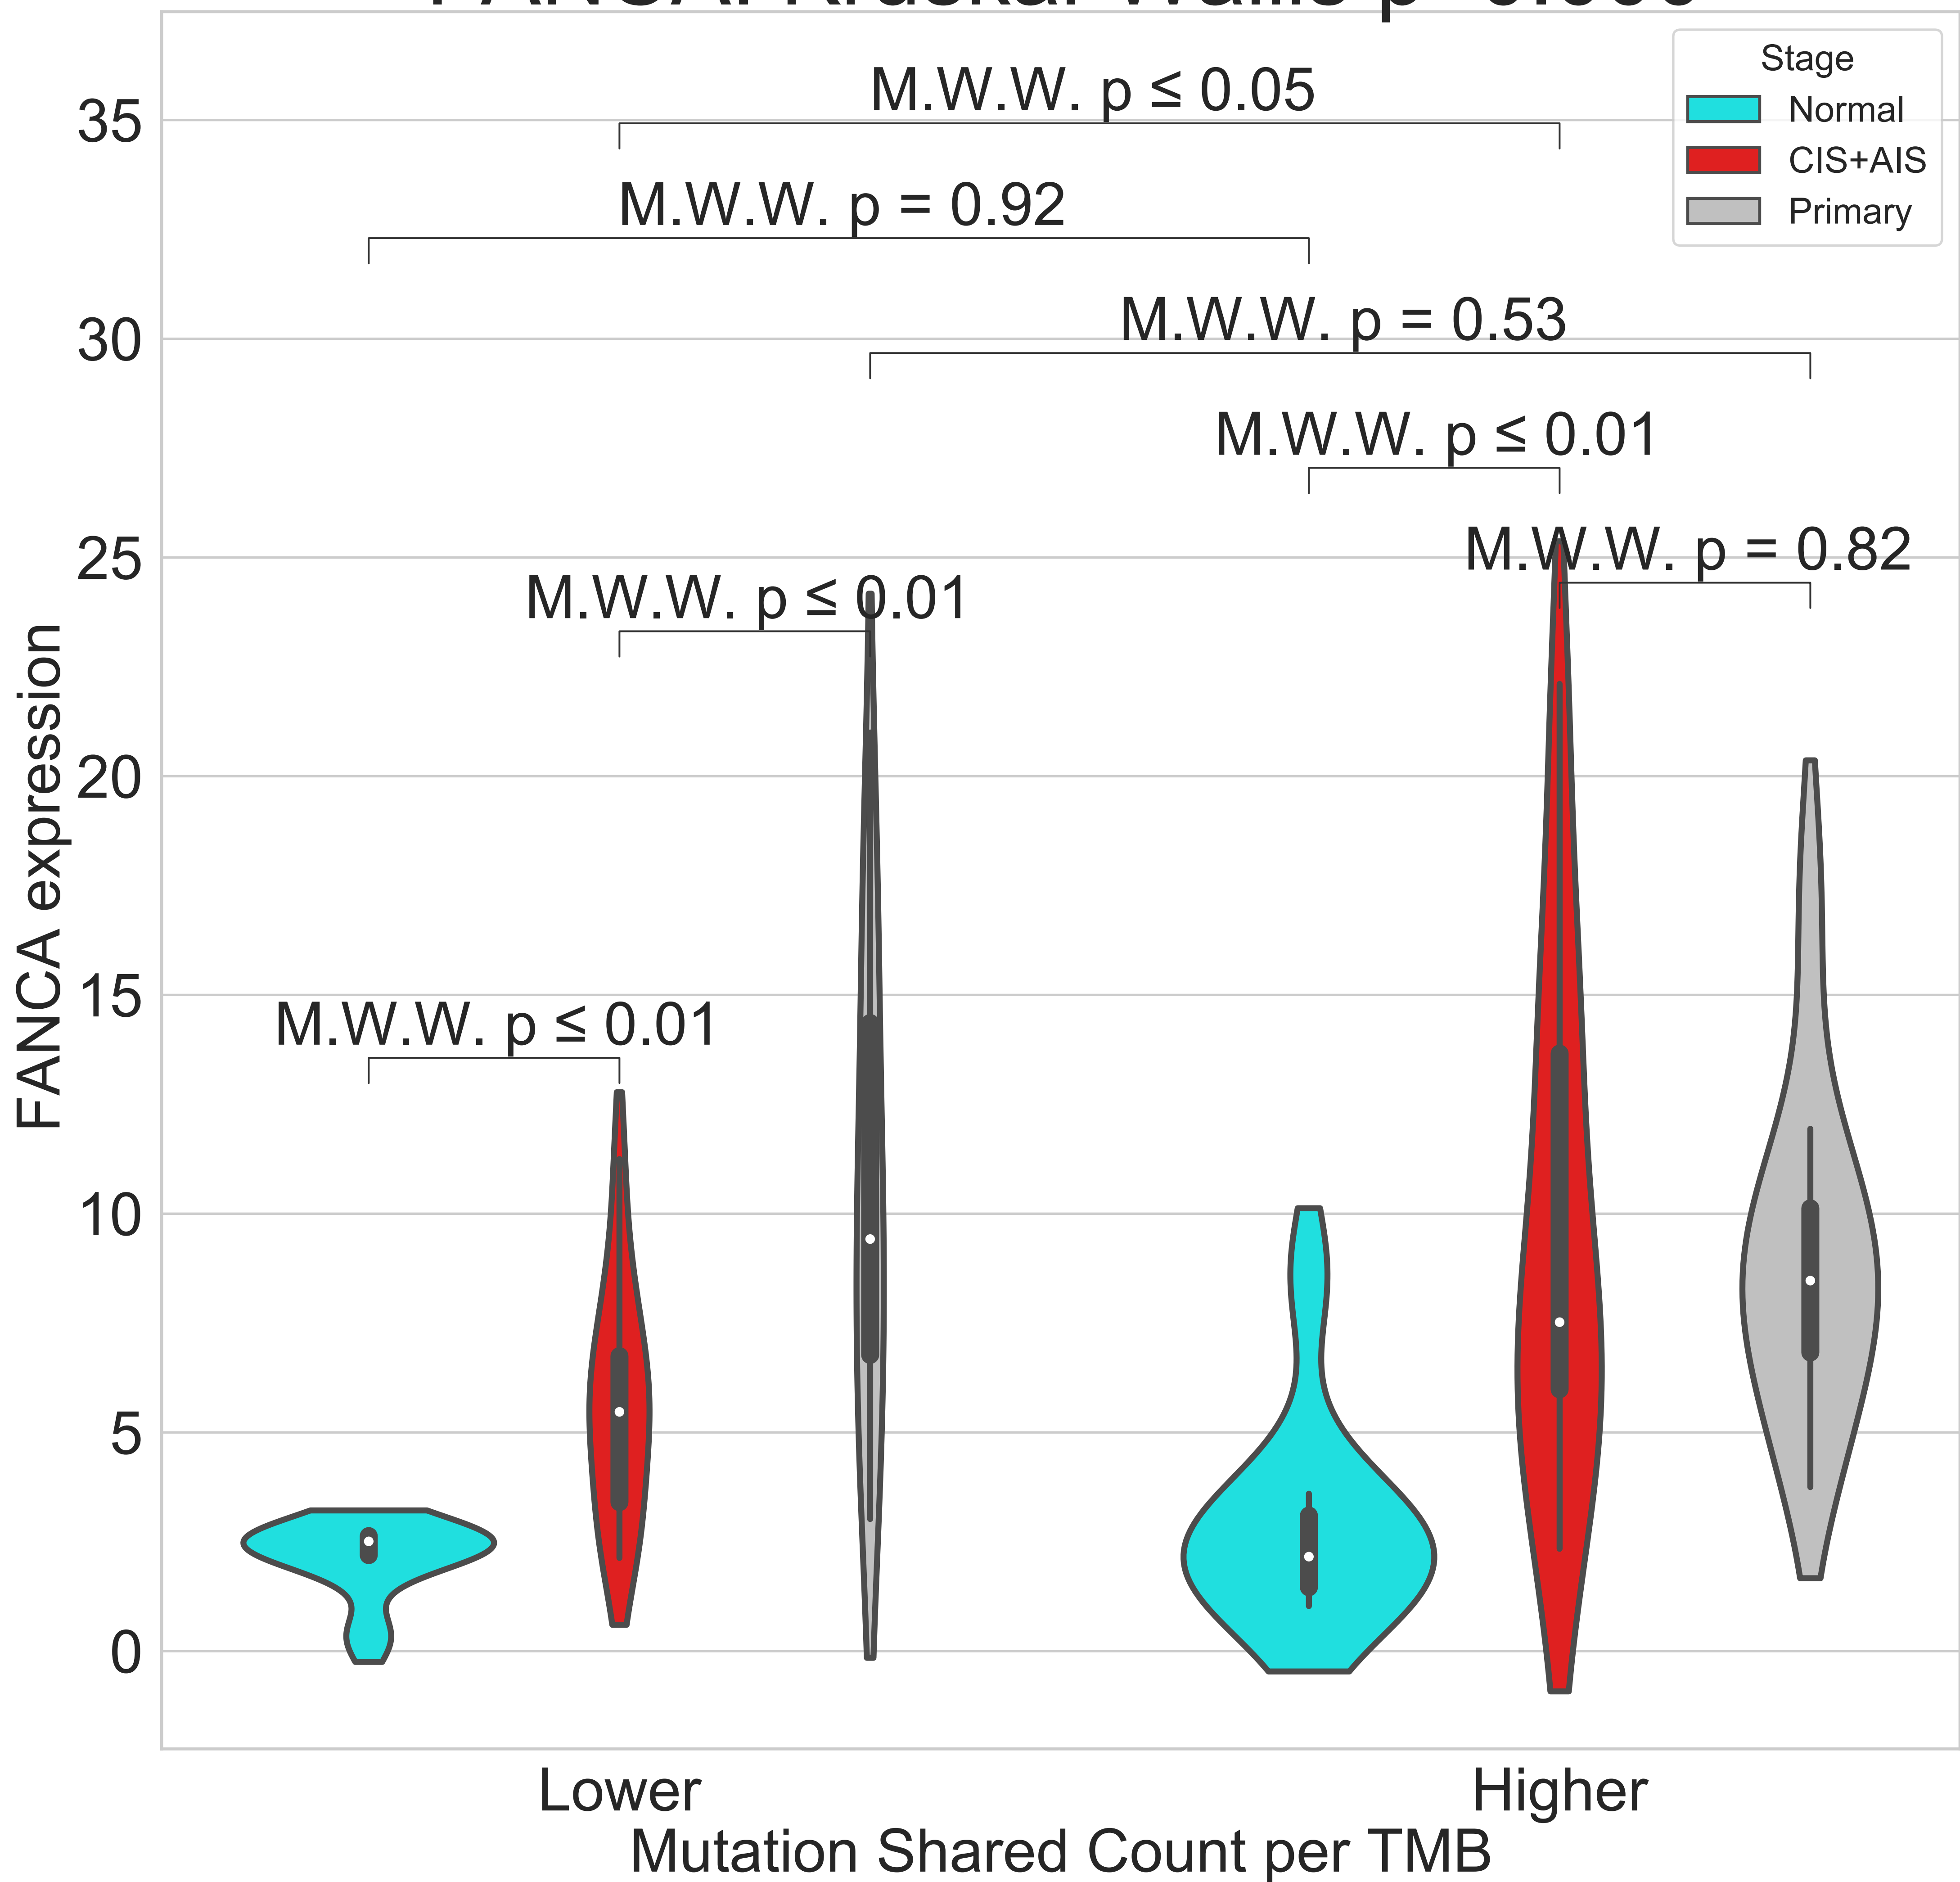 Stage
Normal
CIS+AIS
Primary
M.W.W. p ≤ 0.05
M.W.W. p = 0.92
M.W.W. p = 0.53
M.W.W. p ≤ 0.01
M.W.W. p = 0.82
M.W.W. p ≤ 0.01
M.W.W. p ≤ 0.01
35
30
25
20
15
10
5
0
FANCA expression
Lower
Higher
Mutation Shared Count per TMB